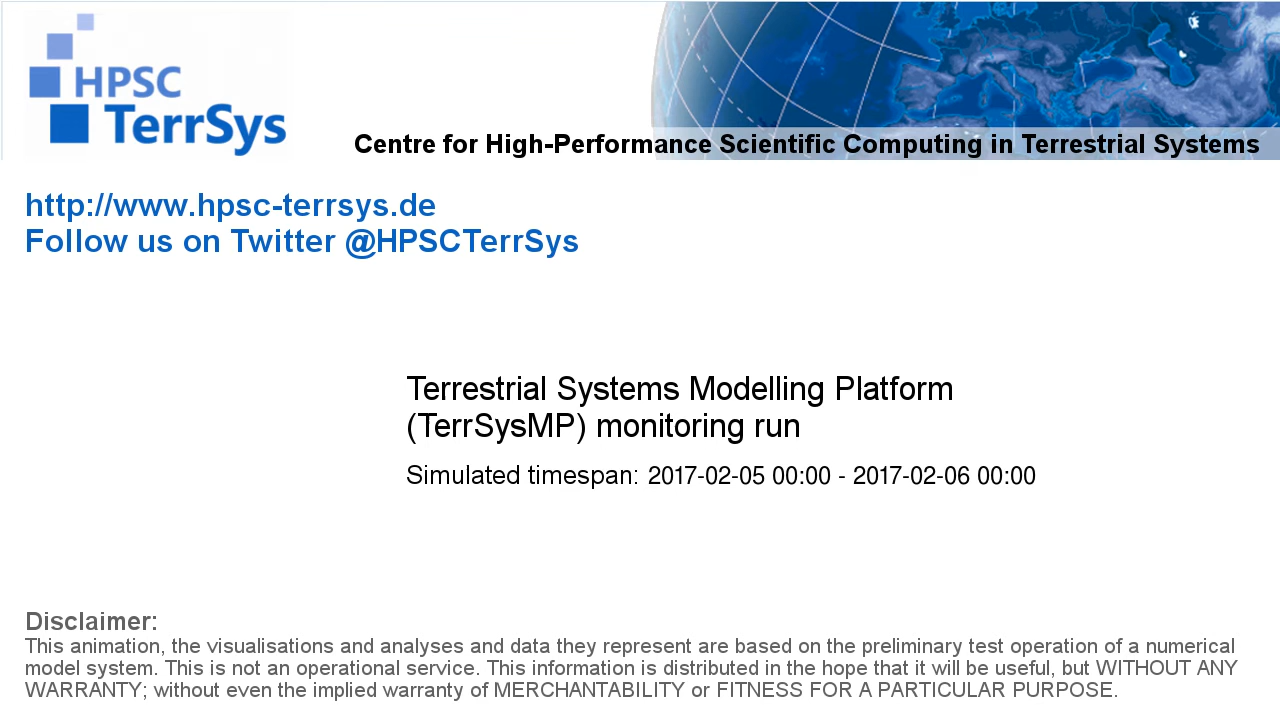 HPSC
TerrSys
Centre for High-Performance Scientific Computing in Terrestrial Systems
http://www.hpsc-terrsys.de
Follow us on Twitter @HPSCTerrSys
Terrestrial Systems Modelling Platform
(TerrSysMP) monitoring run
Simulated timespan: 2017-02-05 00:00 - 2017-02-06 00:00
Disclaimer:
This animation, the visualisations and analyses and data they represent are based on the preliminary test operation of a numerical
model system. This is not an operational service. This information is distributed in the hope that it will be useful, but WITHOUT ANY
WARRANTY; without even the implied warranty of MERCHANTABILITY or FITNESS FOR A PARTICULAR PURPOSE.